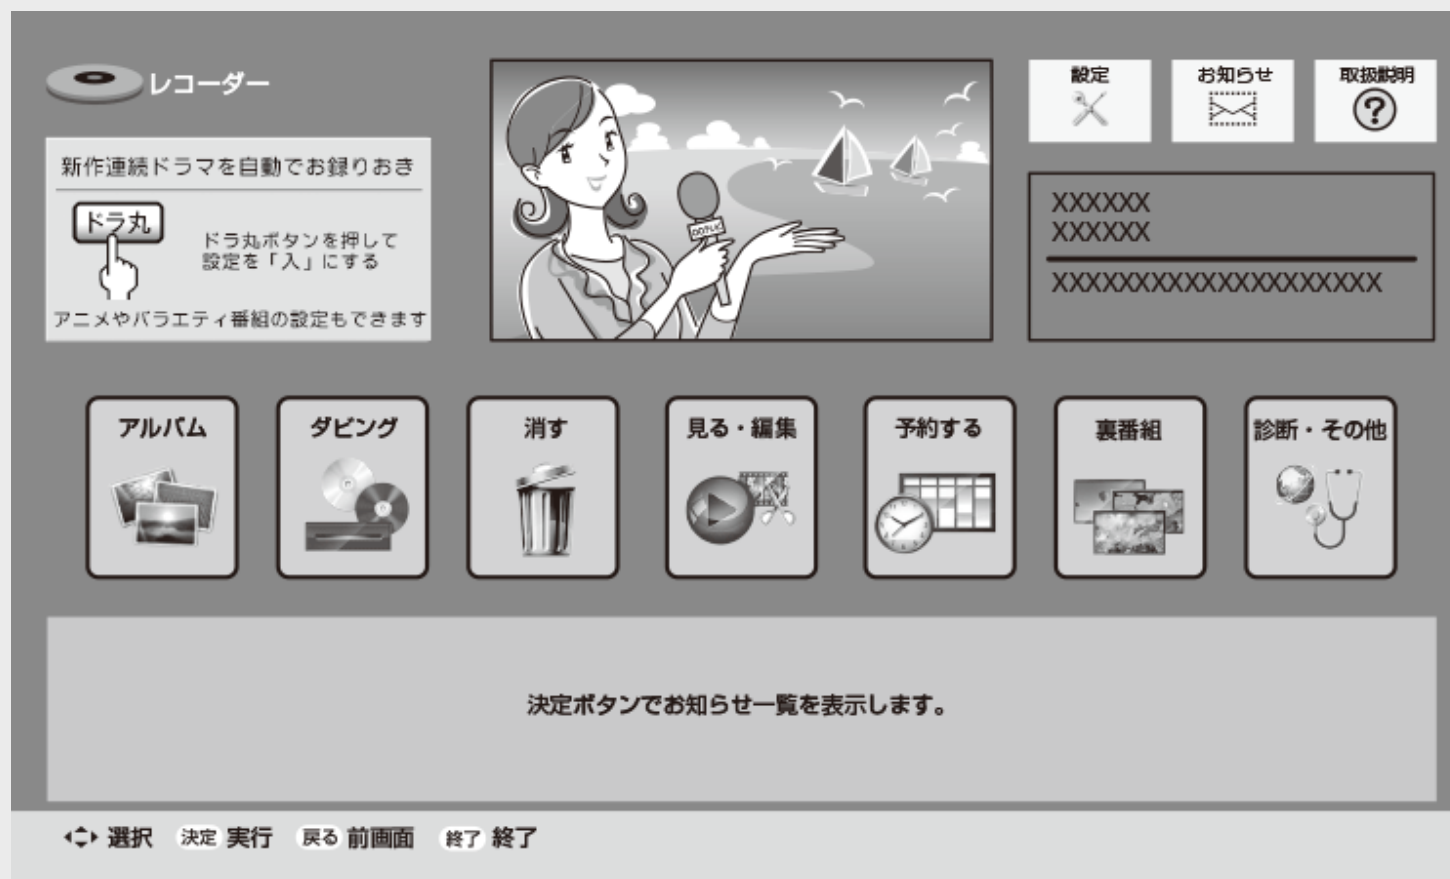 レコーダー
設定
お知らせ
取扱説明
新作連続ドラマを自動でお録りおき
ドラ丸
ドラ丸ボタンを押して
設定を「入」にする
アニメやバラエティ番組の設定もできます
XXXXXX
XXXXXX
XXXXXXXXXXXXXXXXXXXXX
アルバム
ダビング
消す
見る・編集
予約する
裏番組
診断・その他
決定ボタンでお知らせ一覧を表示します。
選択 決定 実行 戻る 前画面 終了 終了